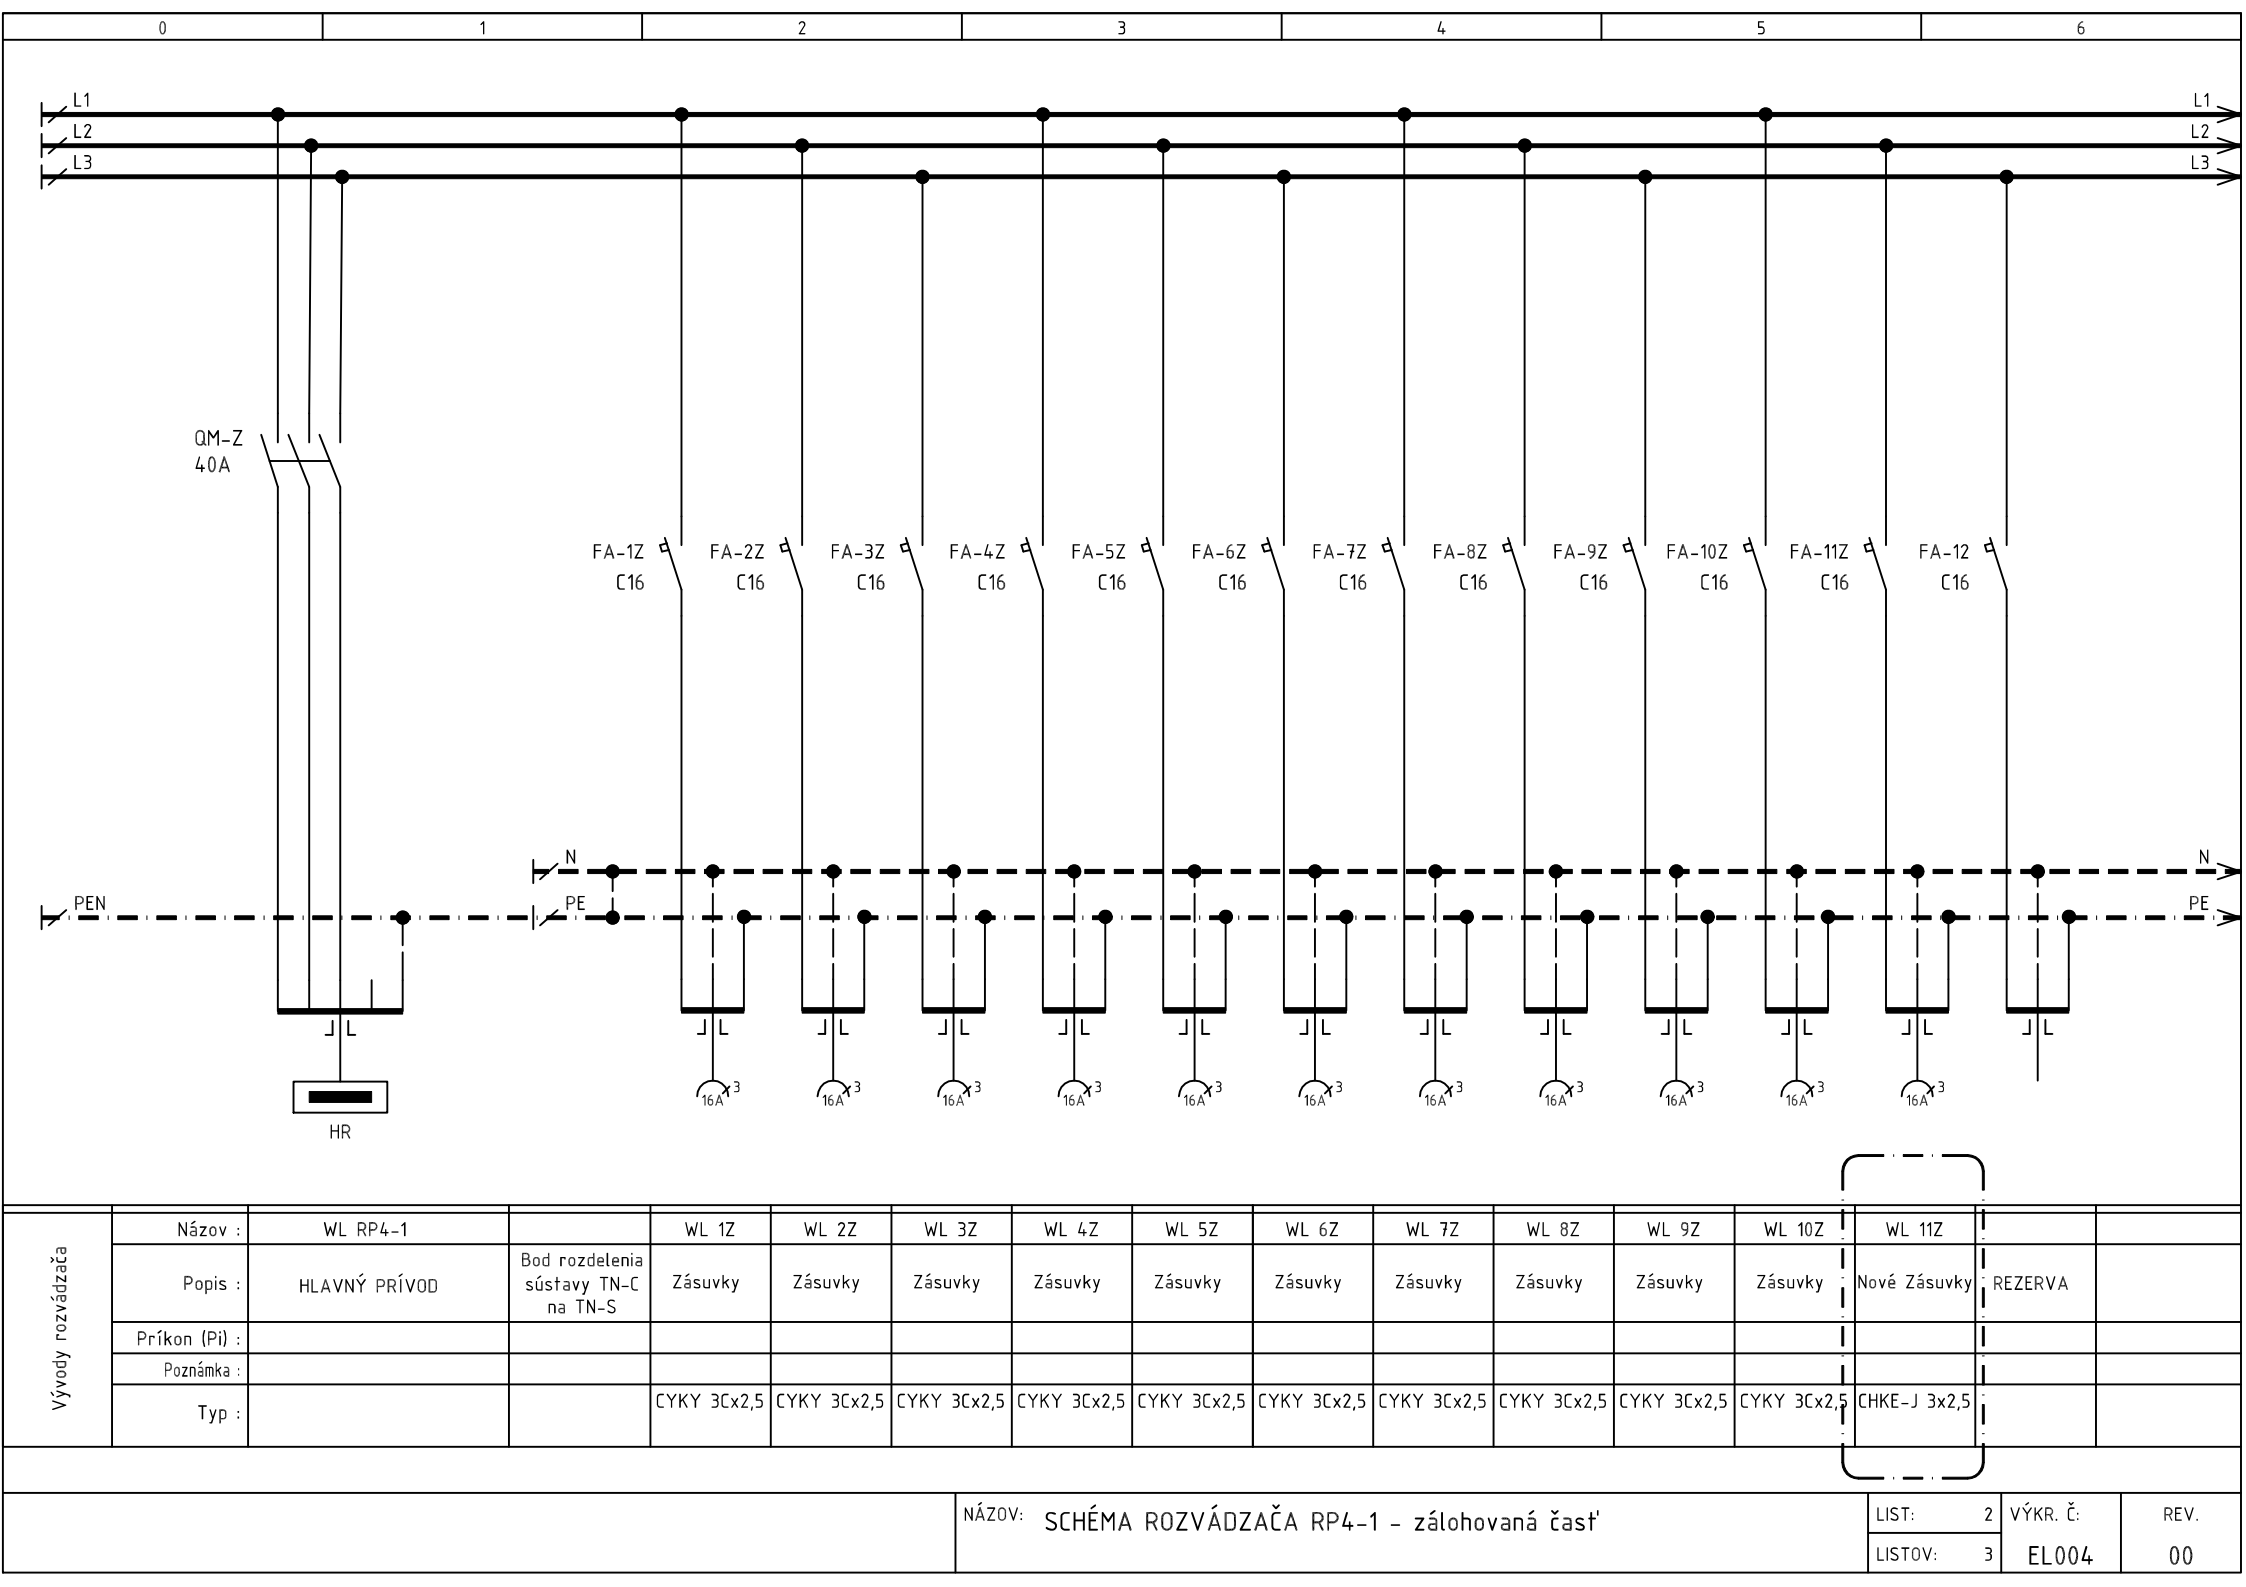 0 1 2 3 4 5 6
L1 L1
L2 L2
L3 L3
QM-Z
40A
FA-1Z FA-2Z FA-3Z FA-4Z FA-5Z FA-6Z FA-7Z FA-8Z FA-9Z FA-10Z FA-11Z FA-12
C16 C16 C16 C16 C16 C16 C16 C16 C16 C16 C16 C16
N N
PEN PE PE
3 3 3 3 3 3 3 3 3 3 3
16A 16A 16A 16A 16A 16A 16A 16A 16A 16A 16A
HR
Vývody rozvádzača
Názov : WL RP4-1 WL 1Z WL 2Z WL 3Z WL 4Z WL 5Z WL 6Z WL 7Z WL 8Z WL 9Z WL 10Z WL 11Z
Popis : HLAVNÝ PRÍVOD
Bod rozdelenia
sústavy TN-C
na TN-S
Zásuvky Zásuvky Zásuvky Zásuvky Zásuvky Zásuvky Zásuvky Zásuvky Zásuvky Zásuvky Nové Zásuvky REZERVA
Príkon (Pi) :
Poznámka :
Typ : CYKY 3Cx2,5 CYKY 3Cx2,5 CYKY 3Cx2,5 CYKY 3Cx2,5 CYKY 3Cx2,5 CYKY 3Cx2,5 CYKY 3Cx2,5 CYKY 3Cx2,5 CYKY 3Cx2,5 CYKY 3Cx2,5 CHKE-J 3x2,5
NÁZOV: SCHÉMA ROZVÁDZAČA RP4-1 - zálohovaná časť
LIST: 2
LISTOV: 3
VÝKR. Č:
EL004
REV.
00